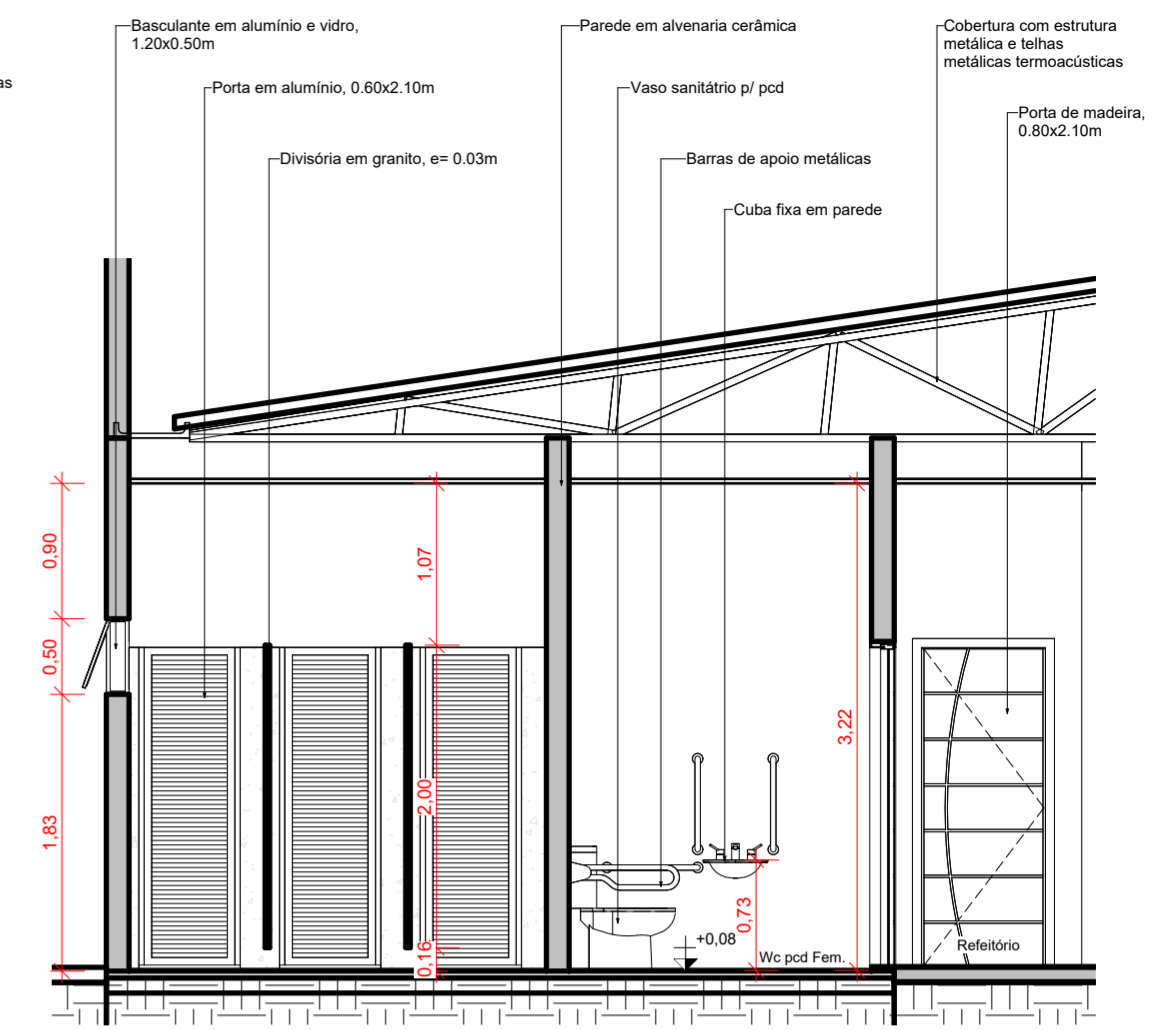 Basculante em alumínio e vidro,
1.20x0.50m
Parede em alvenaria cerâmica
Cobertura com estrutura
metálica e telhas
metálicas termoacústicas
as
Porta em alumínio, 0.60x2.10m
Vaso sanitátrio p/ pcd
Porta de madeira,
0.80x2.10m
Divisória em granito, e= 0.03m
Barras de apoio metálicas
Cuba fixa em parede
0,90
1,07
0,50
3,22
2,00
1,83
0,73
0,16
+0,08
Wc pcd Fem.
Refeitório